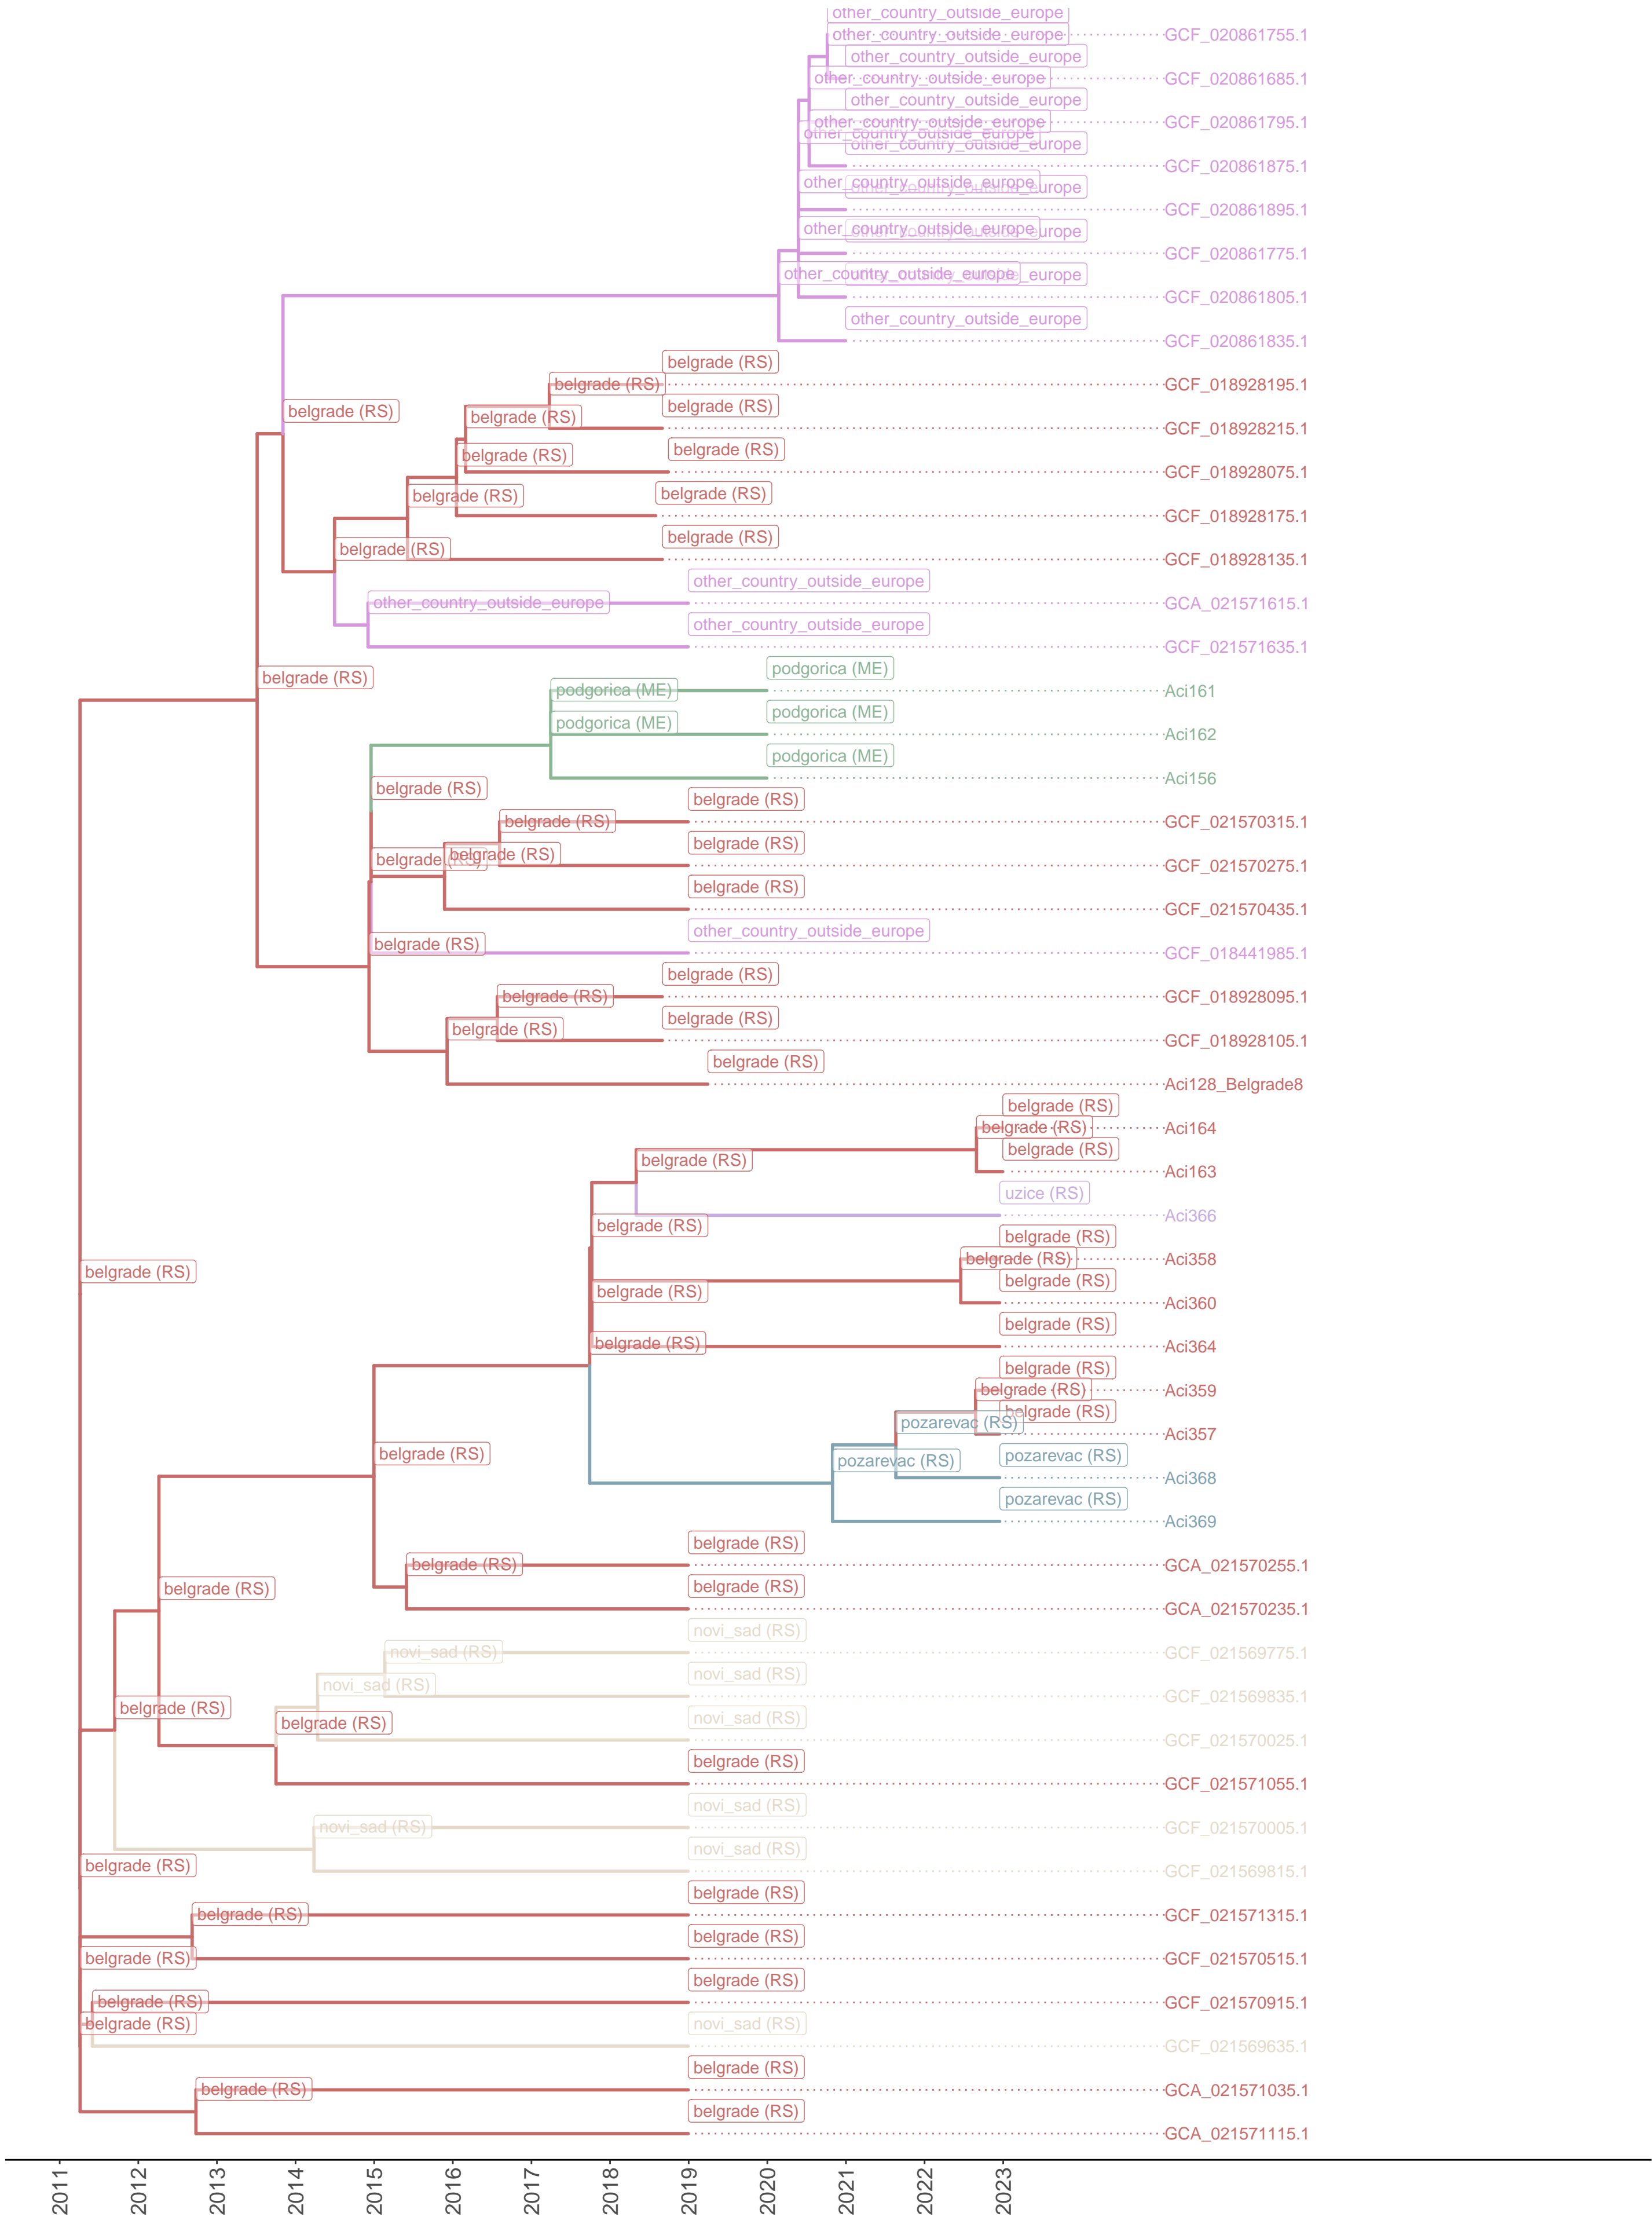 other_country_outside_europe
other_country_outside_europe GCF_020861755.1
other_country_outside_europe
other_country_outside_europe GCF_020861685.1
other_country_outside_europe
other_country_outside_europe GCF_020861795.1
other_country_outside_europe
other_country_outside_europe
GCF_020861875.1
other_country_outside_europe
other_country_outside_europe
GCF_020861895.1
other_country_outside_europe
other_country_outside_europe
GCF_020861775.1
other_country_outside_europe
other_country_outside_europe
GCF_020861805.1
other_country_outside_europe
GCF_020861835.1
belgrade (RS)
belgrade (RS) GCF_018928195.1
belgrade (RS)
belgrade (RS)
belgrade (RS)
GCF_018928215.1
belgrade (RS)
belgrade (RS)
GCF_018928075.1
belgrade (RS)
belgrade (RS)
GCF_018928175.1
belgrade (RS)
belgrade (RS)
GCF_018928135.1
other_country_outside_europe
other_country_outside_europe GCA_021571615.1
other_country_outside_europe
GCF_021571635.1
podgorica (ME)
belgrade (RS)
podgorica (ME) Aci161
podgorica (ME)
podgorica (ME)
Aci162
podgorica (ME)
Aci156
belgrade (RS)
belgrade (RS)
belgrade (RS) GCF_021570315.1
belgrade (RS)
belgrade (RS)
belgrade (RS)
GCF_021570275.1
belgrade (RS)
GCF_021570435.1
other_country_outside_europe
belgrade (RS)
GCF_018441985.1
belgrade (RS)
belgrade (RS) GCF_018928095.1
belgrade (RS)
belgrade (RS)
GCF_018928105.1
belgrade (RS)
Aci128_Belgrade8
belgrade (RS)
belgrade (RS) Aci164
belgrade (RS)
belgrade (RS)
Aci163
uzice (RS)
Aci366
belgrade (RS)
belgrade (RS)
belgrade (RS) Aci358
belgrade (RS)
belgrade (RS)
belgrade (RS)
Aci360
belgrade (RS)
belgrade (RS)
Aci364
belgrade (RS)
belgrade (RS) Aci359
belgrade (RS)
pozarevac (RS)
Aci357
pozarevac (RS)
belgrade (RS)
pozarevac (RS)
Aci368
pozarevac (RS)
Aci369
belgrade (RS)
belgrade (RS) GCA_021570255.1
belgrade (RS)
belgrade (RS)
GCA_021570235.1
novi_sad (RS)
novi_sad (RS) GCF_021569775.1
novi_sad (RS)
novi_sad (RS)
GCF_021569835.1
belgrade (RS)
novi_sad (RS)
belgrade (RS)
GCF_021570025.1
belgrade (RS)
GCF_021571055.1
novi_sad (RS)
novi_sad (RS) GCF_021570005.1
novi_sad (RS)
belgrade (RS)
GCF_021569815.1
belgrade (RS)
belgrade (RS) GCF_021571315.1
belgrade (RS)
belgrade (RS) GCF_021570515.1
belgrade (RS)
belgrade (RS) GCF_021570915.1
belgrade (RS) novi_sad (RS)
GCF_021569635.1
belgrade (RS)
belgrade (RS) GCA_021571035.1
belgrade (RS)
GCA_021571115.1
2011 2012 2013 2014 2015 2016 2017 2018 2019 2020 2021 2022 2023